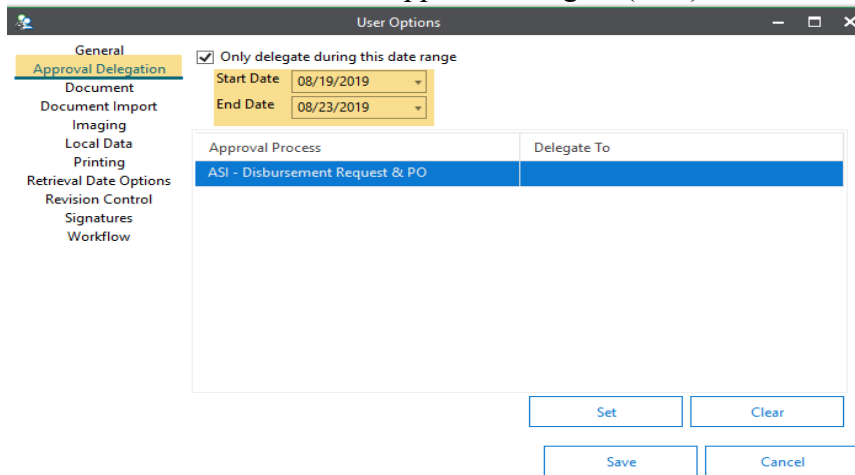 User Options
General
Approval Delegation
Document
Document Import
Imaging
Local Data
Printing
Retrieval Date Options
Revision Control
Signatures
Workflow
Only delegate during this date range
Start Date 08/19/2019
End Date 08/23/2019
Approval Process Delegate To
ASI - Disbursement Request & PO
Set Clear
Save Cancel